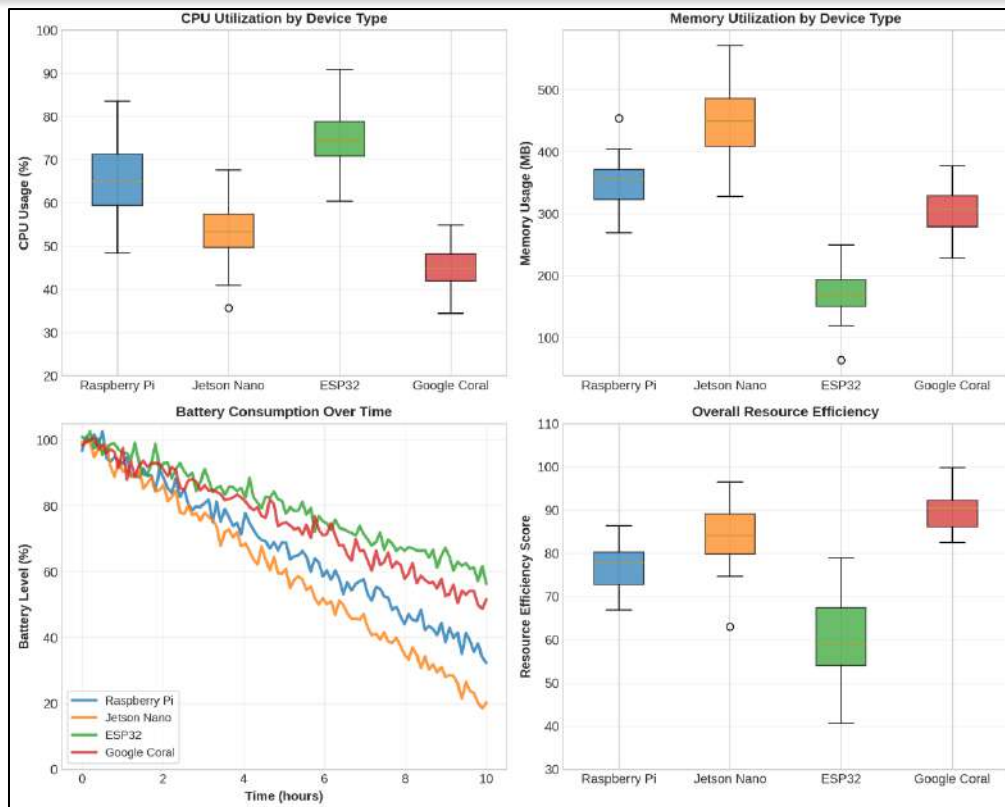 CPU Utilization by Device Type
100
90
80
70
60
50
40
30
20
CPU Usage (%)
Raspberry Pi
Jetson Nano
ESP32
Google Coral
Memory Utilization by Device Type
500
400
300
200
100
Memory Usage (MB)
Raspberry Pi
Jetson Nano
ESP32
Google Coral
Battery Consumption Over Time
100
80
60
40
20
0
Battery Level (%)
Raspberry Pi
Jetson Nano
ESP32
Google Coral
0
2
4
6
8
10
Time (hours)
Overall Resource Efficiency
110
100
90
80
70
60
50
40
30
Resource Efficiency Score
Raspberry Pi
Jetson Nano
ESP32
Google Coral